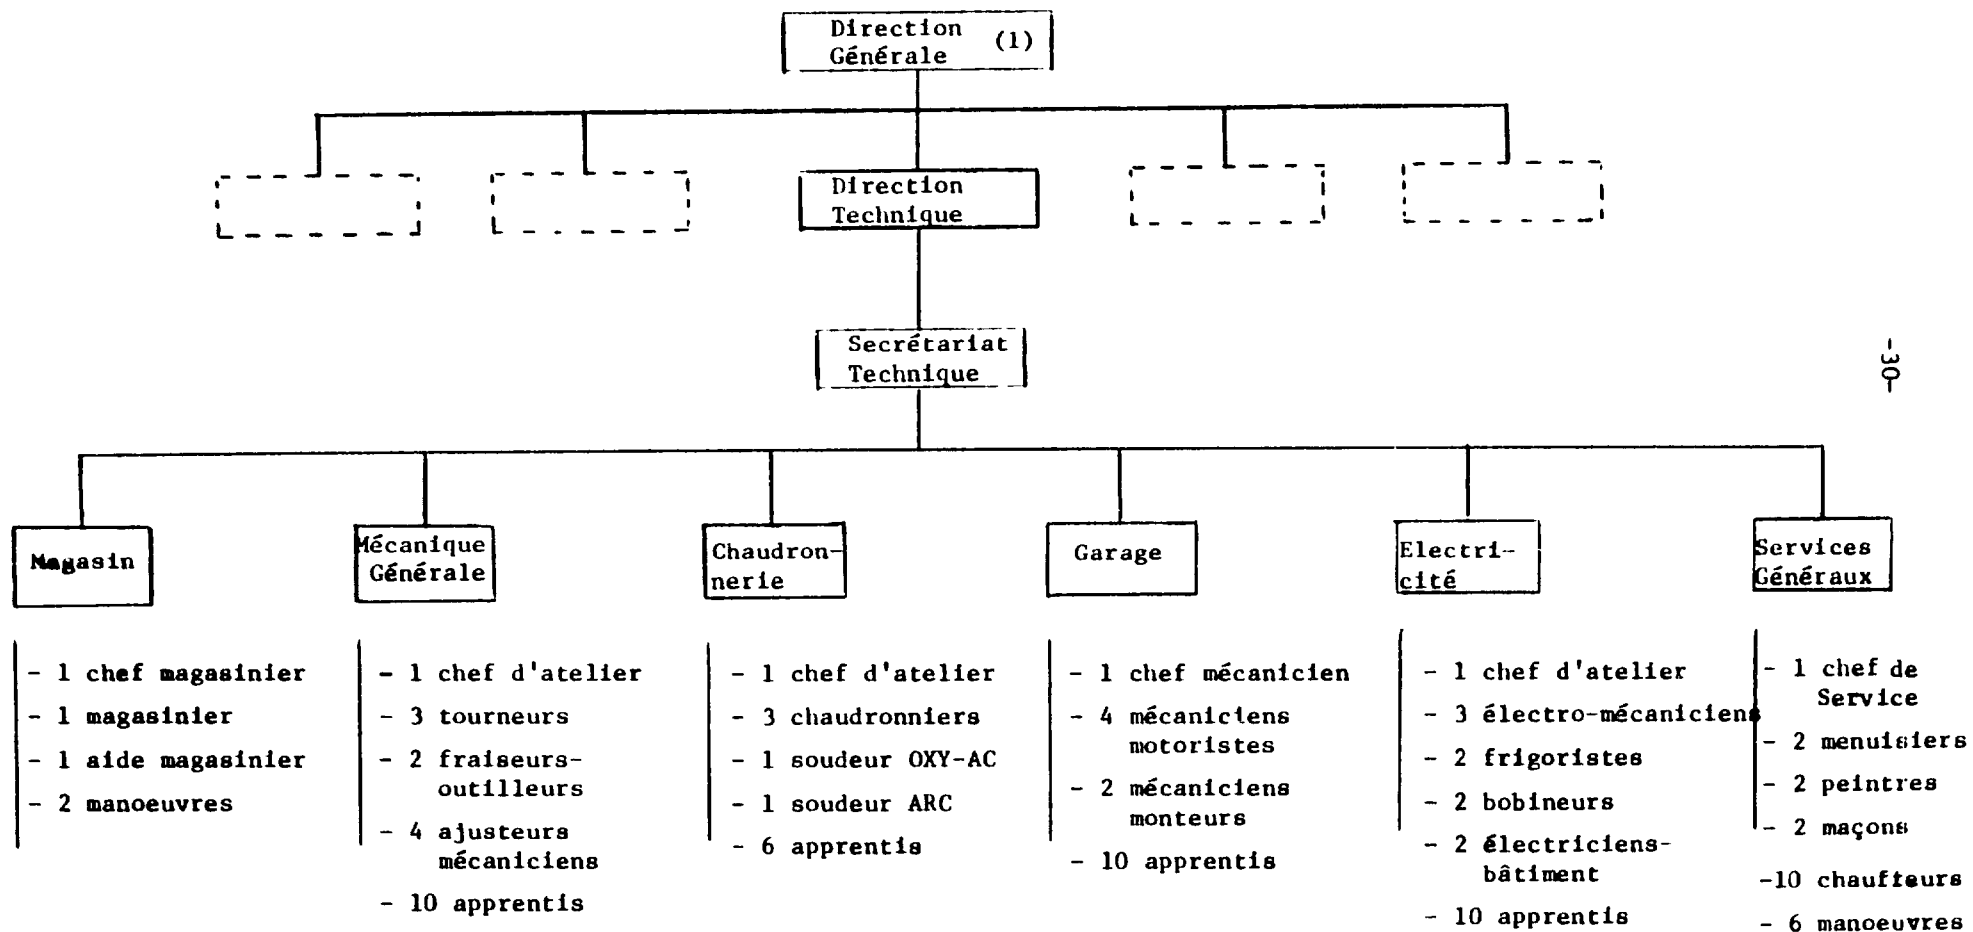 Direction
Générale (1)
Direction
Technique
Secrétariat
Technique
-30-
Magasin
- 1 chef magasinier
- 1 magasinier
- 1 aide magasinier
- 2 manoeuvres
Mécanique
Générale
- 1 chef d'atelier
- 3 tourneurs
- 2 fraiseurs-
outilleurs
- 4 ajusteurs
mécaniciens
- 10 apprentis
Chaudron-
nerie
- 1 chef d'atelier
- 3 chaudronniers
- 1 soudeur OXY-AC
- 1 soudeur ARC
- 6 apprentis
Garage
- 1 chef mécanicien
- 4 mécaniciens
motoristes
- 2 mécaniciens
monteurs
- 10 apprentis
Electri-
cité
- 1 chef d'atelier
- 3 électro-mécaniciens
- 2 frigoristes
- 2 bobineurs
- 2 électriciens-
bâtiment
- 10 apprentis
Services
Généraux
- 1 chef de
Service
- 2 menuisiers
- 2 peintres
- 2 maçons
-10 chauffeurs
- 6 manoeuvres